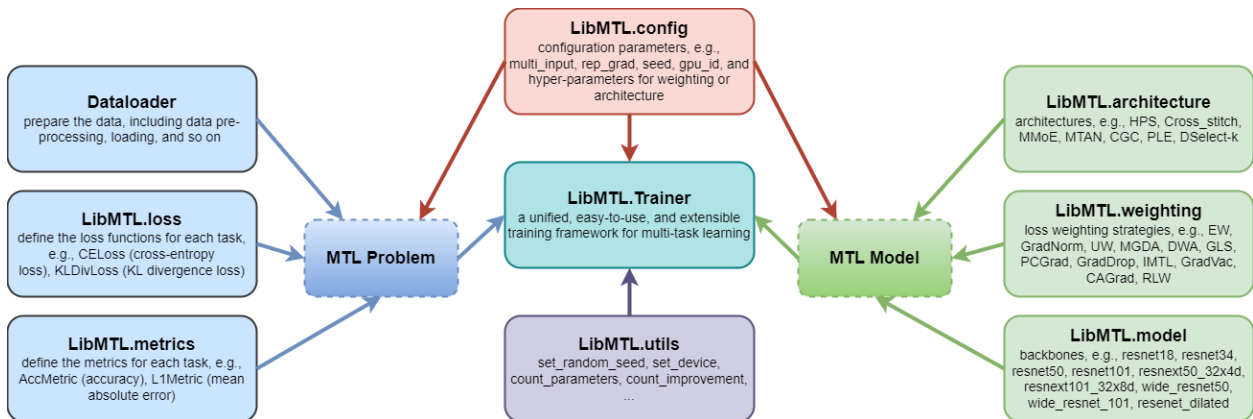 LibMTL.config
configuration parameters, e.g.,
multi_input, rep_grad, seed, gpu_id, and
hyper-parameters for weighting or
architecture
Dataloader
prepare the data, including data pre-
processing, loading, and so on
LibMTL.loss
define the loss functions for each task,
e.g., CELoss (cross-entropy
loss), KLDivLoss (KL divergence loss)
LibMTL.metrics
define the metrics for each task, e.g.,
AccMetric (accuracy), L1Metric (mean
absolute error)
MTL Problem
LibMTL.Trainer
a unified, easy-to-use, and extensible
training framework for multi-task learning
LibMTL.utils
set_random_seed, set_device,
count_parameters, count_improvement,
...
MTL Model
LibMTL.architecture
architectures, e.g., HPS, Cross_stitch,
MMoE, MTAN, CGC, PLE, DSelect-k
LibMTL.weighting
loss weighting strategies, e.g., EW,
GradNorm, UW, MGDA, DWA, GLS,
PCGrad, GradDrop, IMTL, GradVac,
CAGrad, RLW
LibMTL.model
backbones, e.g., resnet18, resnet34,
resnet50, resnet101, resnext50_32x4d,
resnext101_32x8d, wide_resnet50,
wide_resnet_101, resenet_dilated